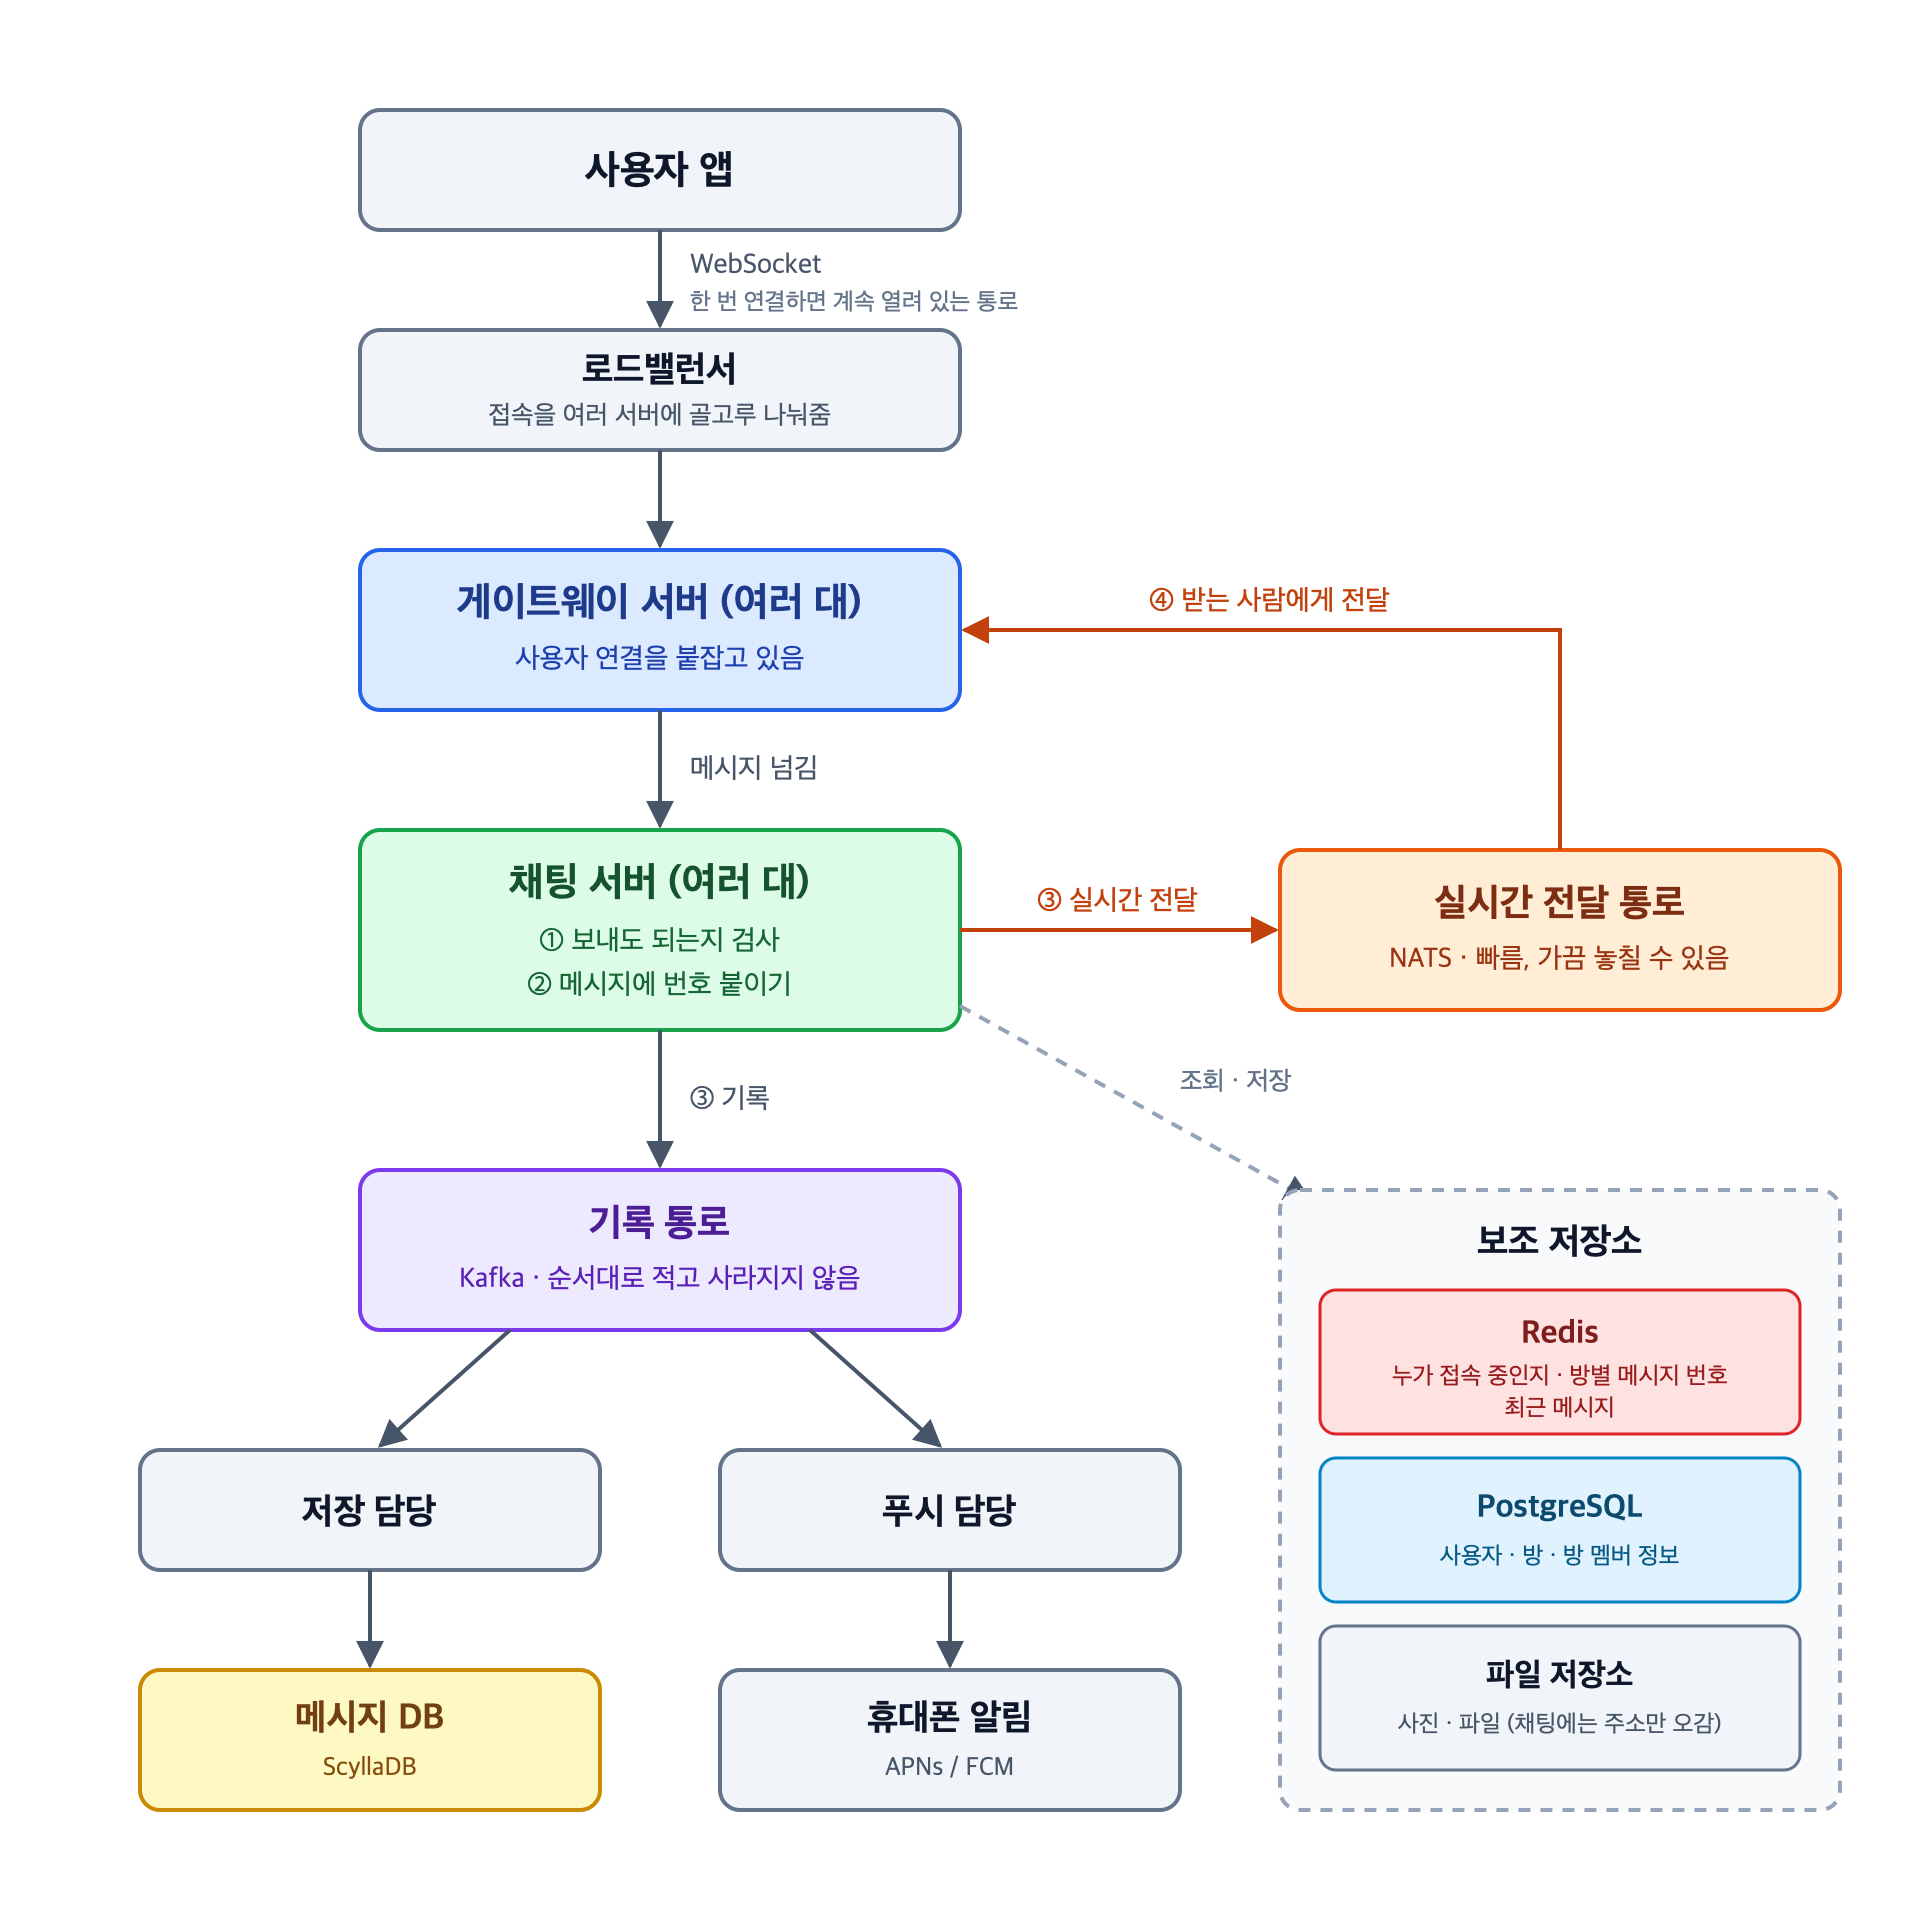 사용자 앱
WebSocket
한 번 연결하면 계속 열려 있는 통로
로드밸런서
접속을 여러 서버에 골고루 나눠줌
게이트웨이 서버 (여러 대)
사용자 연결을 붙잡고 있음
④ 받는 사람에게 전달
메시지 넘김
채팅 서버 (여러 대)
① 보내도 되는지 검사
② 메시지에 번호 붙이기
③ 실시간 전달
실시간 전달 통로
NATS · 빠름, 가끔 놓칠 수 있음
조회 · 저장
③ 기록
기록 통로
Kafka · 순서대로 적고 사라지지 않음
저장 담당
푸시 담당
메시지 DB
ScyllaDB
휴대폰 알림
APNs / FCM
보조 저장소
Redis
누가 접속 중인지 · 방별 메시지 번호
최근 메시지
PostgreSQL
사용자 · 방 · 방 멤버 정보
파일 저장소
사진 · 파일 (채팅에는 주소만 오감)